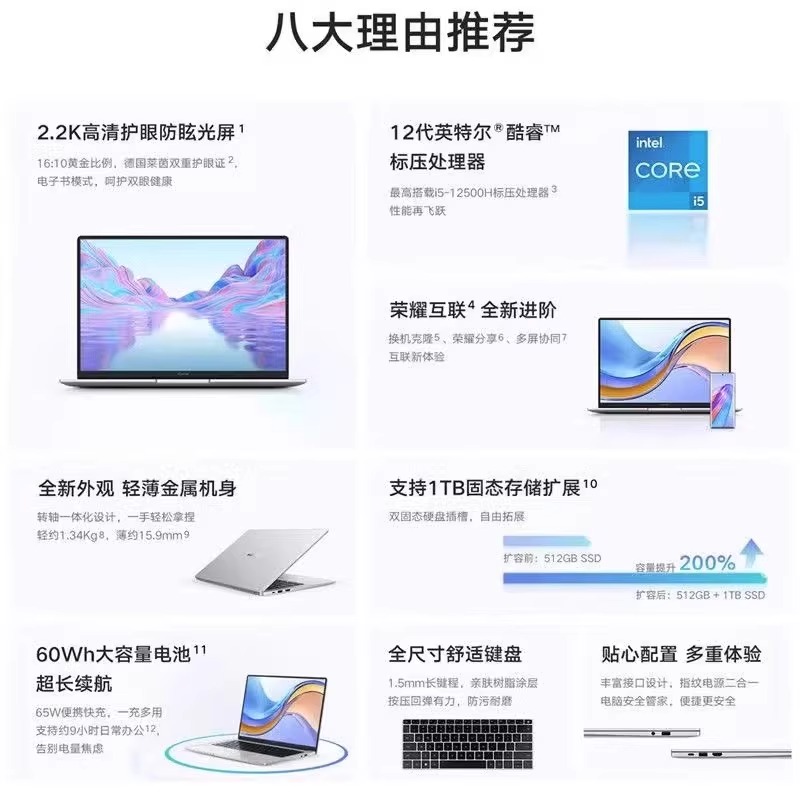 八大理由推荐
2.2K高清护眼防眩光屏1
16:10黄金比例，德国莱茵双重护眼证2，
电子书模式，呵护双眼健康
12代英特尔®酷睿™
标压处理器
最高搭载i5-12500H标压处理器3
性能再飞跃
intel.
CORE
i5
荣耀互联4 全新进阶
换机克隆5、荣耀分享6、多屏协同7
互联新体验
全新外观 轻薄金属机身
转轴一体化设计，一手轻松拿捏
轻约1.34Kg8，薄约15.9mm9
支持1TB固态存储扩展10
双固态硬盘插槽，自由拓展
扩容前：512GB SSD
容量提升 200%
扩容后：512GB + 1TB SSD
60Wh大容量电池11
超长续航
65W便携快充，一充多用
支持约9小时日常办公12，
告别电量焦虑
全尺寸舒适键盘
1.5mm长键程，亲肤树脂涂层
按压回弹有力，防污耐磨
贴心配置 多重体验
丰富接口设计，指纹电源二合一
电脑安全管家，便捷更安全